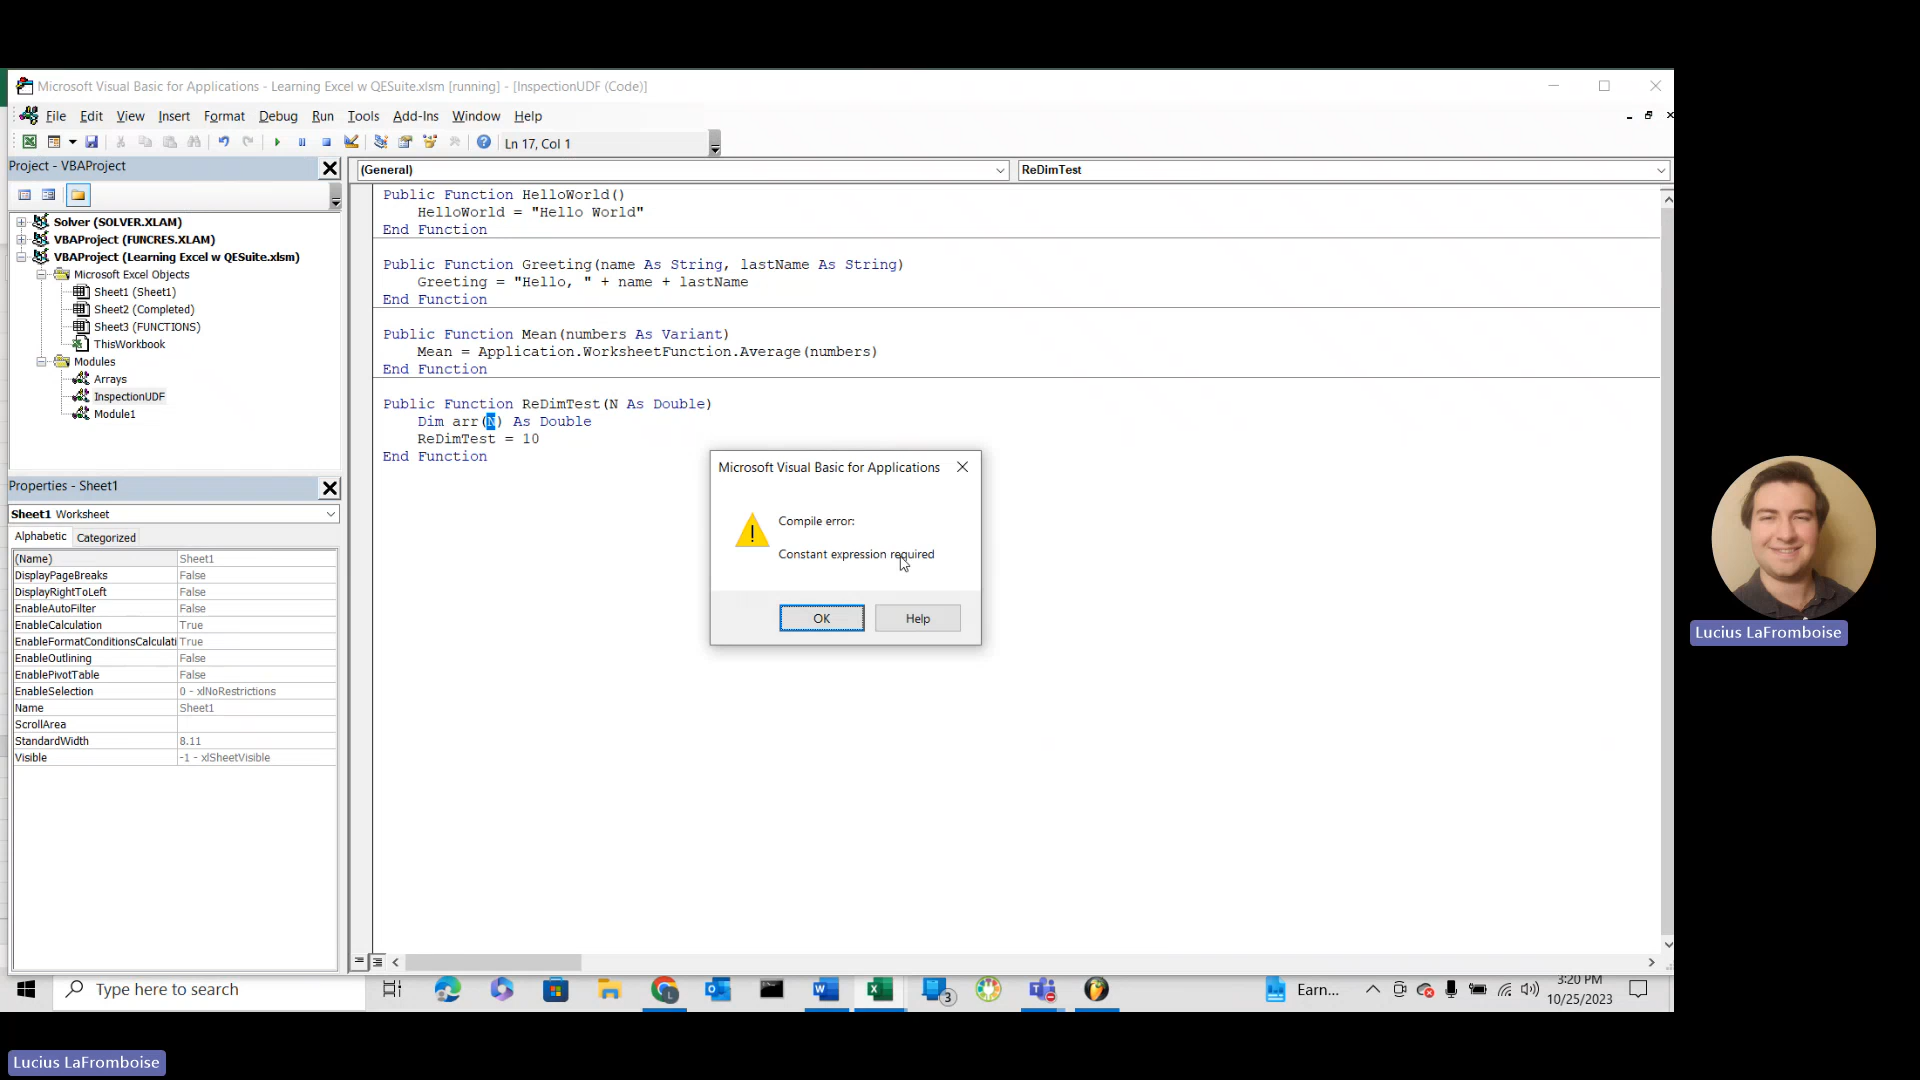 Microsoft Visual Basic for Applications - Learning Excel w QESuite.xlsm [running] - [InspectionUDF (Code)]
File Edit View Insert Format Debug Run Tools Add-Ins Window Help
Ln 17, Col 1
Project - VBAProject
(General)
ReDimTest
Solver (SOLVER.XLAM)
VBAProject (FUNCRES.XLAM)
VBAProject (Learning Excel w QESuite.xlsm)
Microsoft Excel Objects
Sheet1 (Sheet1)
Sheet2 (Completed)
Sheet3 (FUNCTIONS)
ThisWorkbook
Modules
Arrays
InspectionUDF
Module1
Public Function HelloWorld()
HelloWorld = "Hello World"
End Function
Public Function Greeting(name As String, lastName As String)
Greeting = "Hello, " + name + lastName
End Function
Public Function Mean(numbers As Variant)
Mean = Application.WorksheetFunction.Average(numbers)
End Function
Public Function ReDimTest(N As Double)
Dim arr(N) As Double
ReDimTest = 10
End Function
Microsoft Visual Basic for Applications
Compile error:
Constant expression required
OK Help
Properties - Sheet1
Sheet1 Worksheet
Alphabetic Categorized
(Name) Sheet1
DisplayPageBreaks False
DisplayRightToLeft False
EnableAutoFilter False
EnableCalculation True
EnableFormatConditionsCalculati True
EnableOutlining False
EnablePivotTable False
EnableSelection 0 - xlNoRestrictions
Name Sheet1
ScrollArea
StandardWidth 8.11
Visible -1 - xlSheetVisible
Lucius LaFromboise
Type here to search
3
Earn...
3:20 PM
10/25/2023
Lucius LaFromboise